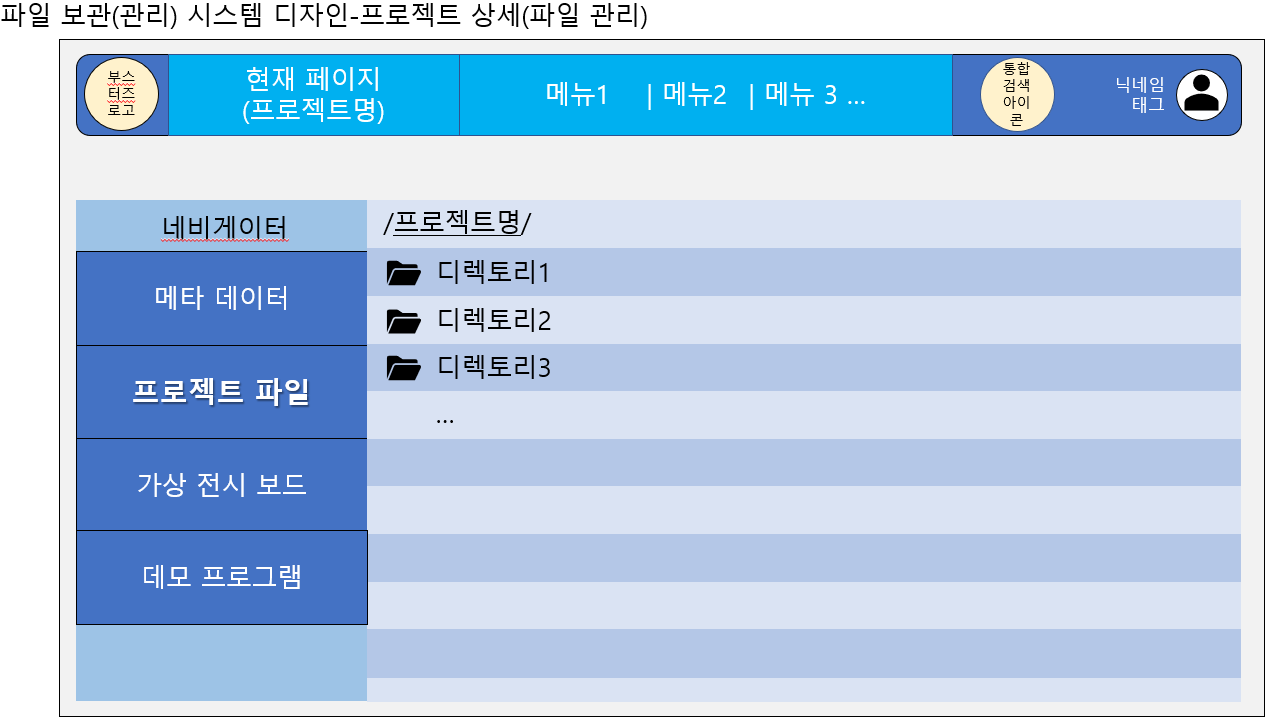 파일 보관(관리) 시스템 디자인-프로젝트 상세(파일 관리)
부스
터즈
로고
현재 페이지
(프로젝트명)
메뉴1 | 메뉴2 | 메뉴 3 ...
통합
검색
아이
콘
닉네임
태그
네비게이터
메타 데이터
프로젝트 파일
가상 전시 보드
데모 프로그램
/프로젝트명/
디렉토리1
디렉토리2
디렉토리3
...